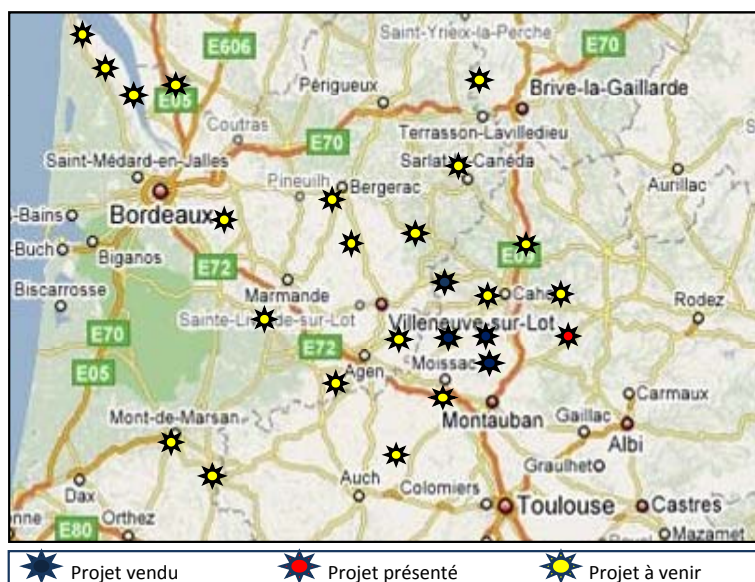 Saint-Yrieix-la-Perche
E606
E70
Périgueux
Brive-la-Gaillarde
E05
Coutras
Terrasson-Lavilledieu
E70
Saint-Médard-en-Jalles
Sarlat-la-Canéda
Pineuilh
Bergerac
Aurillac
-Bains
Bordeaux
-Buch
Biganos
E72
Biscarrosse
Marmande
Caho
Rodez
Sainte-Livrade-sur-Lot
Villeneuve-sur-Lot
E70
E72
Agen
Moissac
E05
Carmaux
Mont-de-Marsan
Montauban
Gaillac
Albi
Graulhet
Dax
Auch
Colomiers
Toulouse
Castres
onne
E80
Orthez
Mazamet
Projet vendu
Projet présenté
Projet à venir